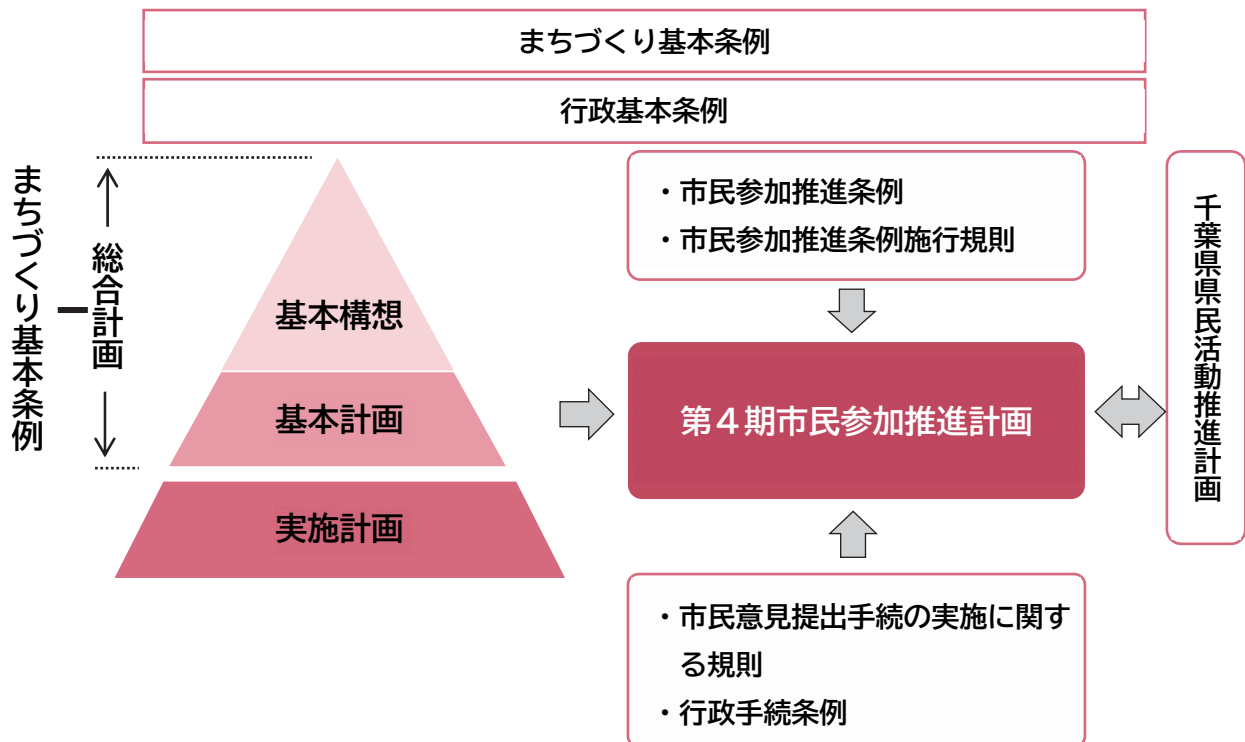 まちづくり基本条例
行政基本条例
まちづくり基本条例
総合計画
基本構想
基本計画
実施計画
・市民参加推進条例
・市民参加推進条例施行規則
第４期市民参加推進計画
・市民意見提出手続の実施に関す
る規則
・行政手続条例
千葉県県民活動推進計画